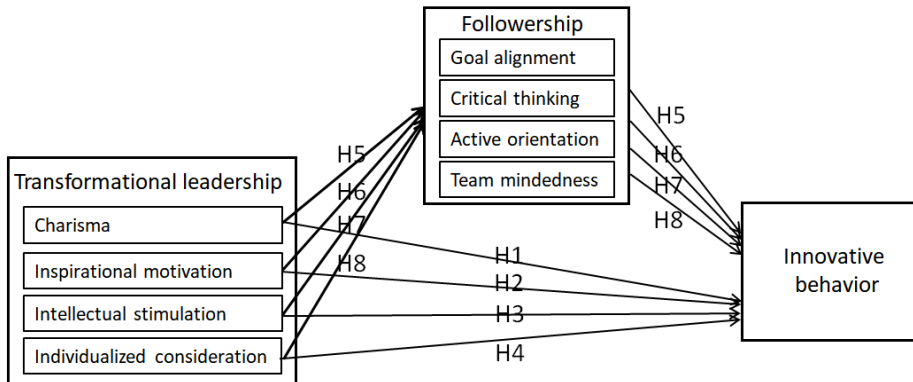 Followership
Goal alignment
Critical thinking
Active orientation
Team mindedness
Transformational leadership
Charisma
Inspirational motivation
Intellectual stimulation
Individualized consideration
H5
H6
H7
H8
H1
H2
H3
H4
H5
H6
H7
H8
Innovative
behavior